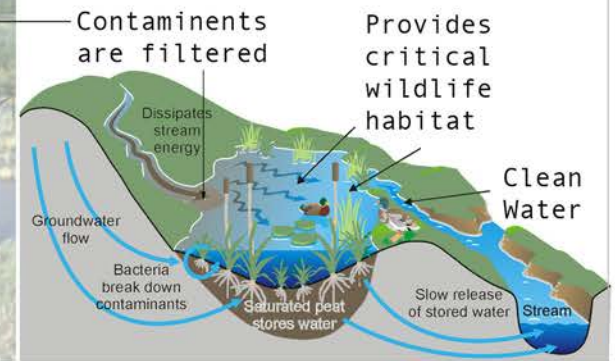 Contaminents
are filtered
Provides
critical
wildlife
habitat
Dissipates
stream
energy
Clean
Water
Groundwater
flow
Bacteria
break down
contaminants
Saturated peat
stores water
Slow release
of stored water
Stream